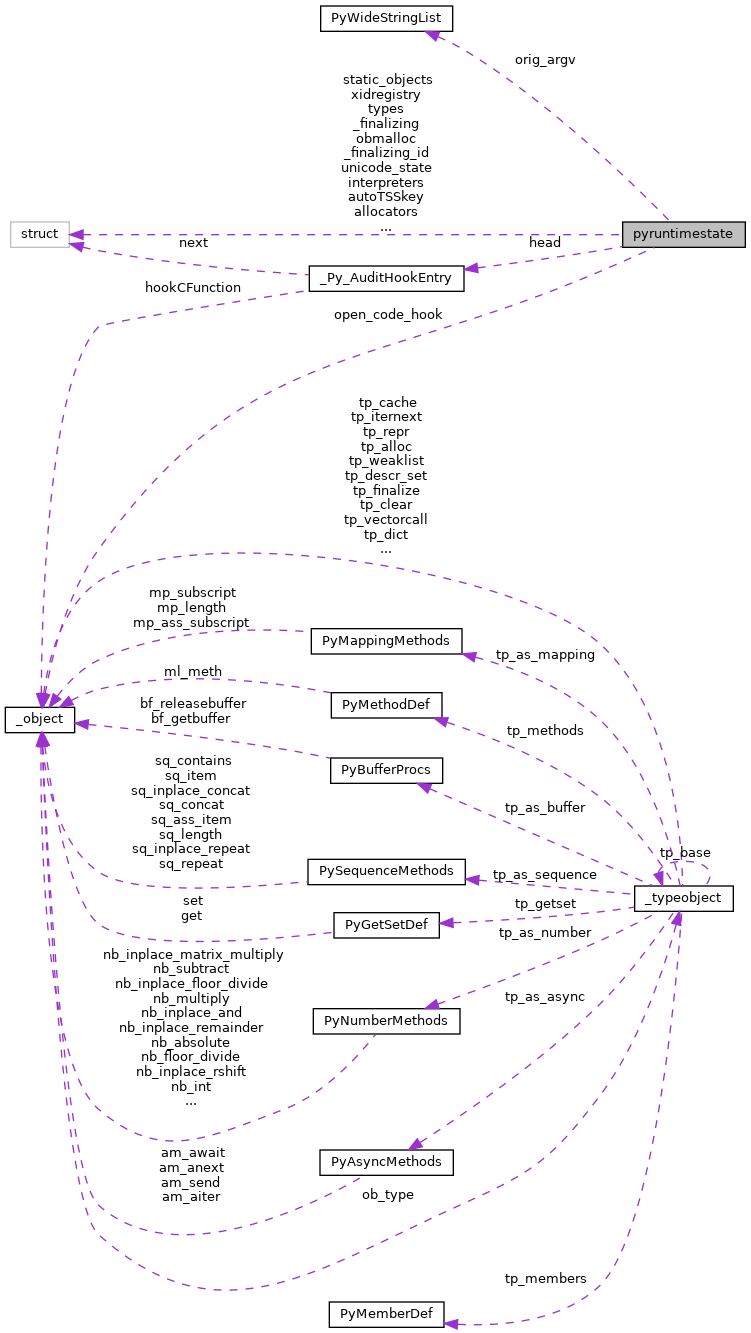 PyWideStringList
orig_argv
static_objects
xidregistry
types
_finalizing
obmalloc
_finalizing_id
unicode_state
interpreters
autoTSSkey
allocators
...
struct
pyruntimestate
next
head
_Py_AuditHookEntry
hookCFunction
open_code_hook
tp_cache
tp_iternext
tp_repr
tp_alloc
tp_weaklist
tp_descr_set
tp_finalize
tp_clear
tp_vectorcall
tp_dict
...
mp_subscript
mp_length
mp_ass_subscript
PyMappingMethods
tp_as_mapping
ml_meth
PyMethodDef
tp_methods
_object
bf_releasebuffer
bf_getbuffer
PyBufferProcs
tp_as_buffer
sq_contains
sq_item
sq_inplace_concat
sq_concat
sq_ass_item
sq_length
sq_inplace_repeat
sq_repeat
PySequenceMethods
tp_as_sequence
tp_base
_typeobject
set
get
PyGetSetDef
tp_getset
tp_as_number
nb_inplace_matrix_multiply
nb_subtract
nb_inplace_floor_divide
nb_multiply
nb_inplace_and
nb_inplace_remainder
nb_absolute
nb_floor_divide
nb_inplace_rshift
nb_int
...
PyNumberMethods
tp_as_async
am_await
am_anext
am_send
am_aiter
PyAsyncMethods
ob_type
tp_members
PyMemberDef